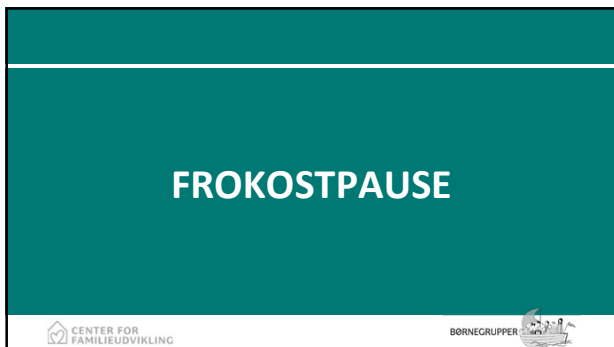 FROKOSTPAUSE
CENTER FOR
FAMILIEUDVIKLING
BØRNEGRUPPER